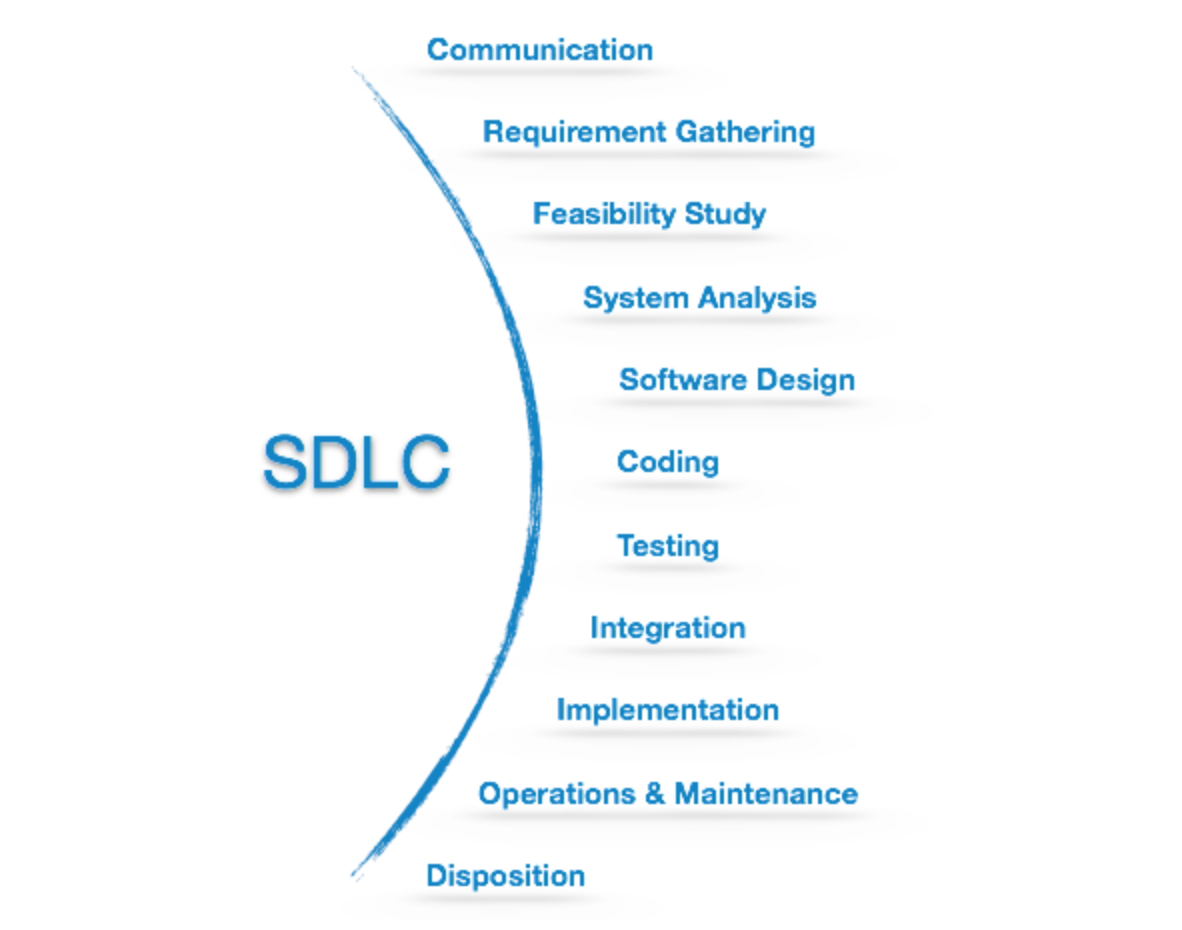 Communication
Requirement Gathering
Feasibility Study
System Analysis
Software Design
SDLC
Coding
Testing
Integration
Implementation
Operations & Maintenance
Disposition